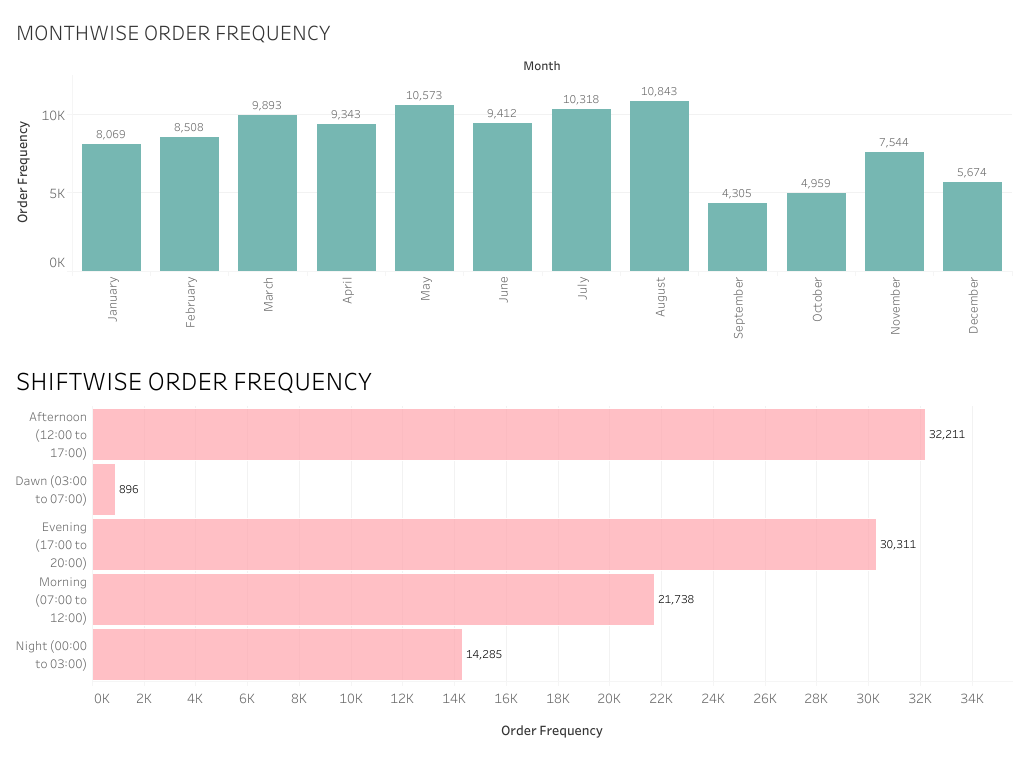 MONTHWISE ORDER FREQUENCY
Month
Order Frequency
10K
5K
0K
8,069
8,508
9,893
9,343
10,573
9,412
10,318
10,843
4,305
4,959
7,544
5,674
January
February
March
April
May
June
July
August
September
October
November
December
SHIFTWISE ORDER FREQUENCY
Afternoon
(12:00 to
17:00)
32,211
Dawn (03:00
to 07:00)
896
Evening
(17:00 to
20:00)
30,311
Morning
(07:00 to
12:00)
21,738
Night (00:00
to 03:00)
14,285
0K 2K 4K 6K 8K 10K 12K 14K 16K 18K 20K 22K 24K 26K 28K 30K 32K 34K
Order Frequency